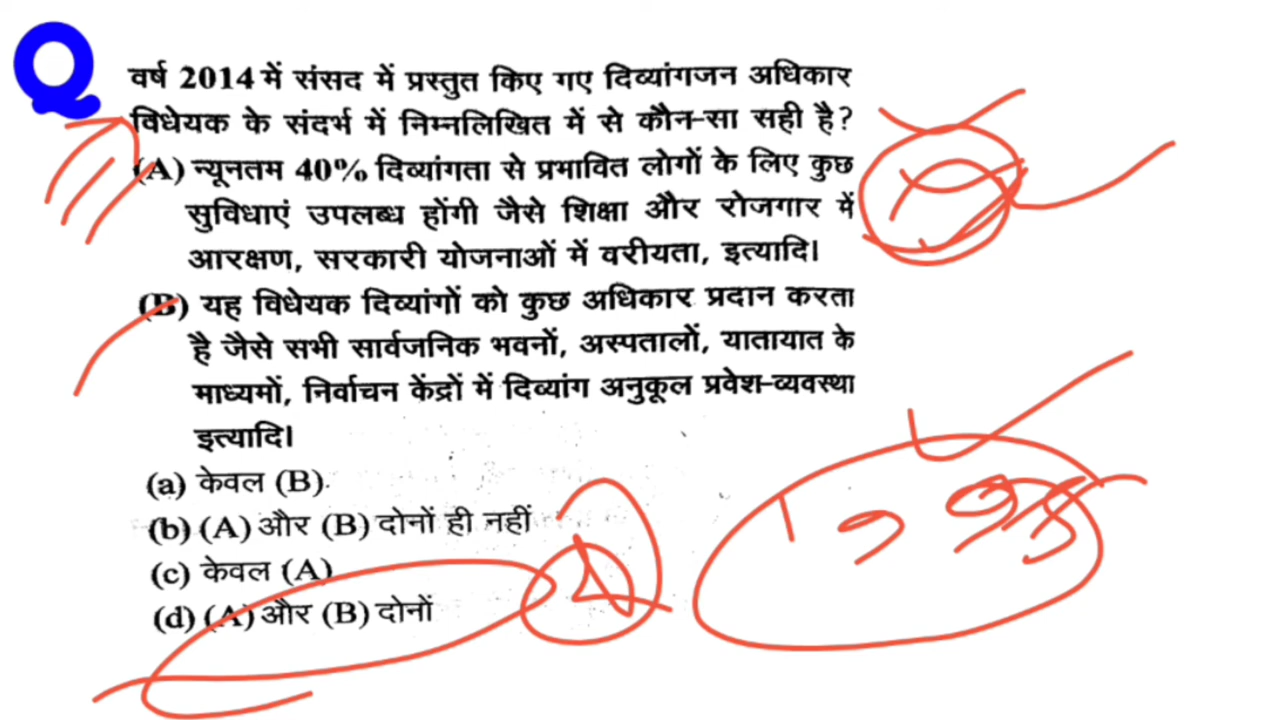 Q
वर्ष 2014 में संसद में प्रस्तुत किए गए दिव्यांगजन अधिकार
विधेयक के संदर्भ में निम्नलिखित में से कौन-सा सही है?
(A) न्यूनतम 40% दिव्यांगता से प्रभावित लोगों के लिए कुछ
सुविधाएं उपलब्ध होंगी जैसे शिक्षा और रोजगार में
आरक्षण, सरकारी योजनाओं में वरीयता, इत्यादि।
(B) यह विधेयक दिव्यांगों को कुछ अधिकार प्रदान करता
है जैसे सभी सार्वजनिक भवनों, अस्पतालों, यातायात के
माध्यमों, निर्वाचन केंद्रों में दिव्यांग अनुकूल प्रवेश-व्यवस्था
इत्यादि।
(a) केवल (B).
(b) (A) और (B) दोनों ही नहीं
(c) केवल (A)
(d) (A) और (B) दोनों